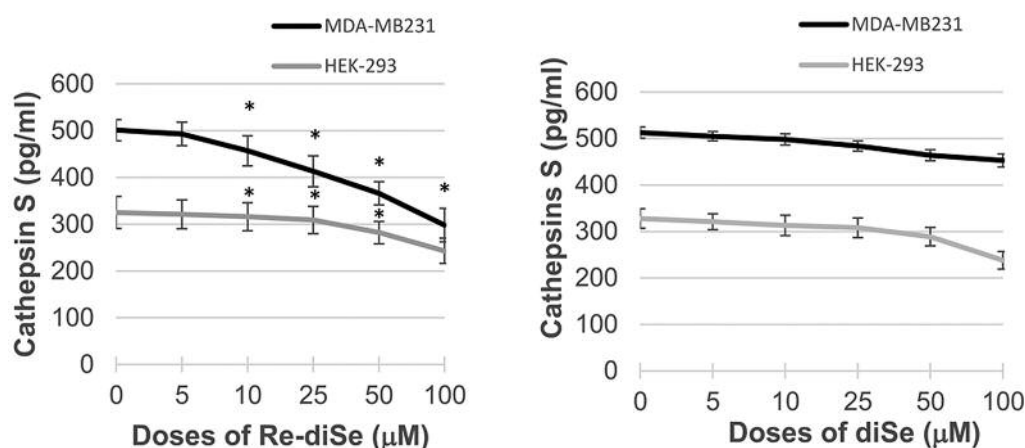 MDA-MB231
HEK-293
Cathepsin S (pg/ml)
600
*
500
*
*
400
*
*
*
300
*
200
100
0
0 5 10 25 50 100
Doses of Re-diSe (μM)
MDA-MB231
HEK-293
Cathepsins S (pg/ml)
600
500
400
300
200
100
0
0 5 10 25 50 100
Doses of diSe (μM)